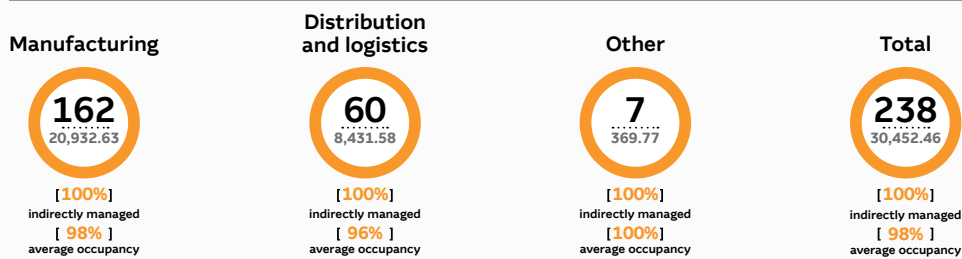 Manufacturing
162
20,932.63
[100%]
indirectly managed
[ 98% ]
average occupancy
Distribution
and logistics
60
8,431.58
[100%]
indirectly managed
[ 96% ]
average occupancy
Other
7
369.77
[100%]
indirectly managed
[100%]
average occupancy
Total
238
30,452.46
[100%]
indirectly managed
[ 98% ]
average occupancy